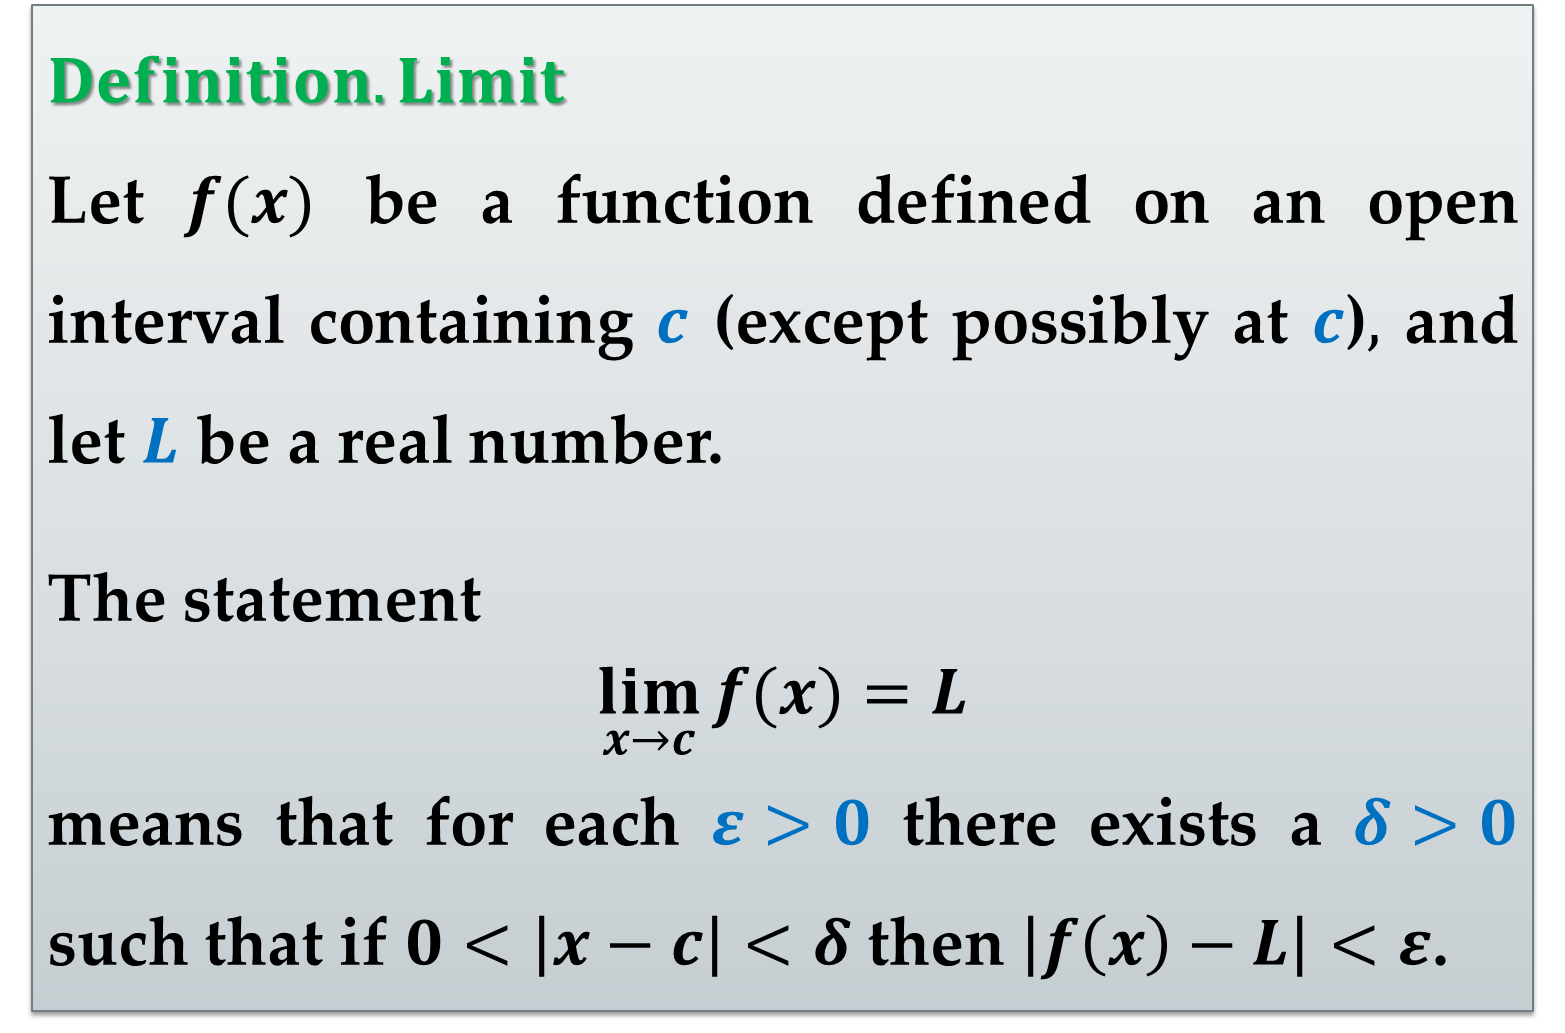 Definition. Limit
Let f(x) be a function defined on an open
interval containing c (except possibly at c), and
let L be a real number.
The statement
lim f(x) = L
x→c
means that for each ε > 0 there exists a δ > 0
such that if 0 < |x − c| < δ then |f(x) − L| < ε.